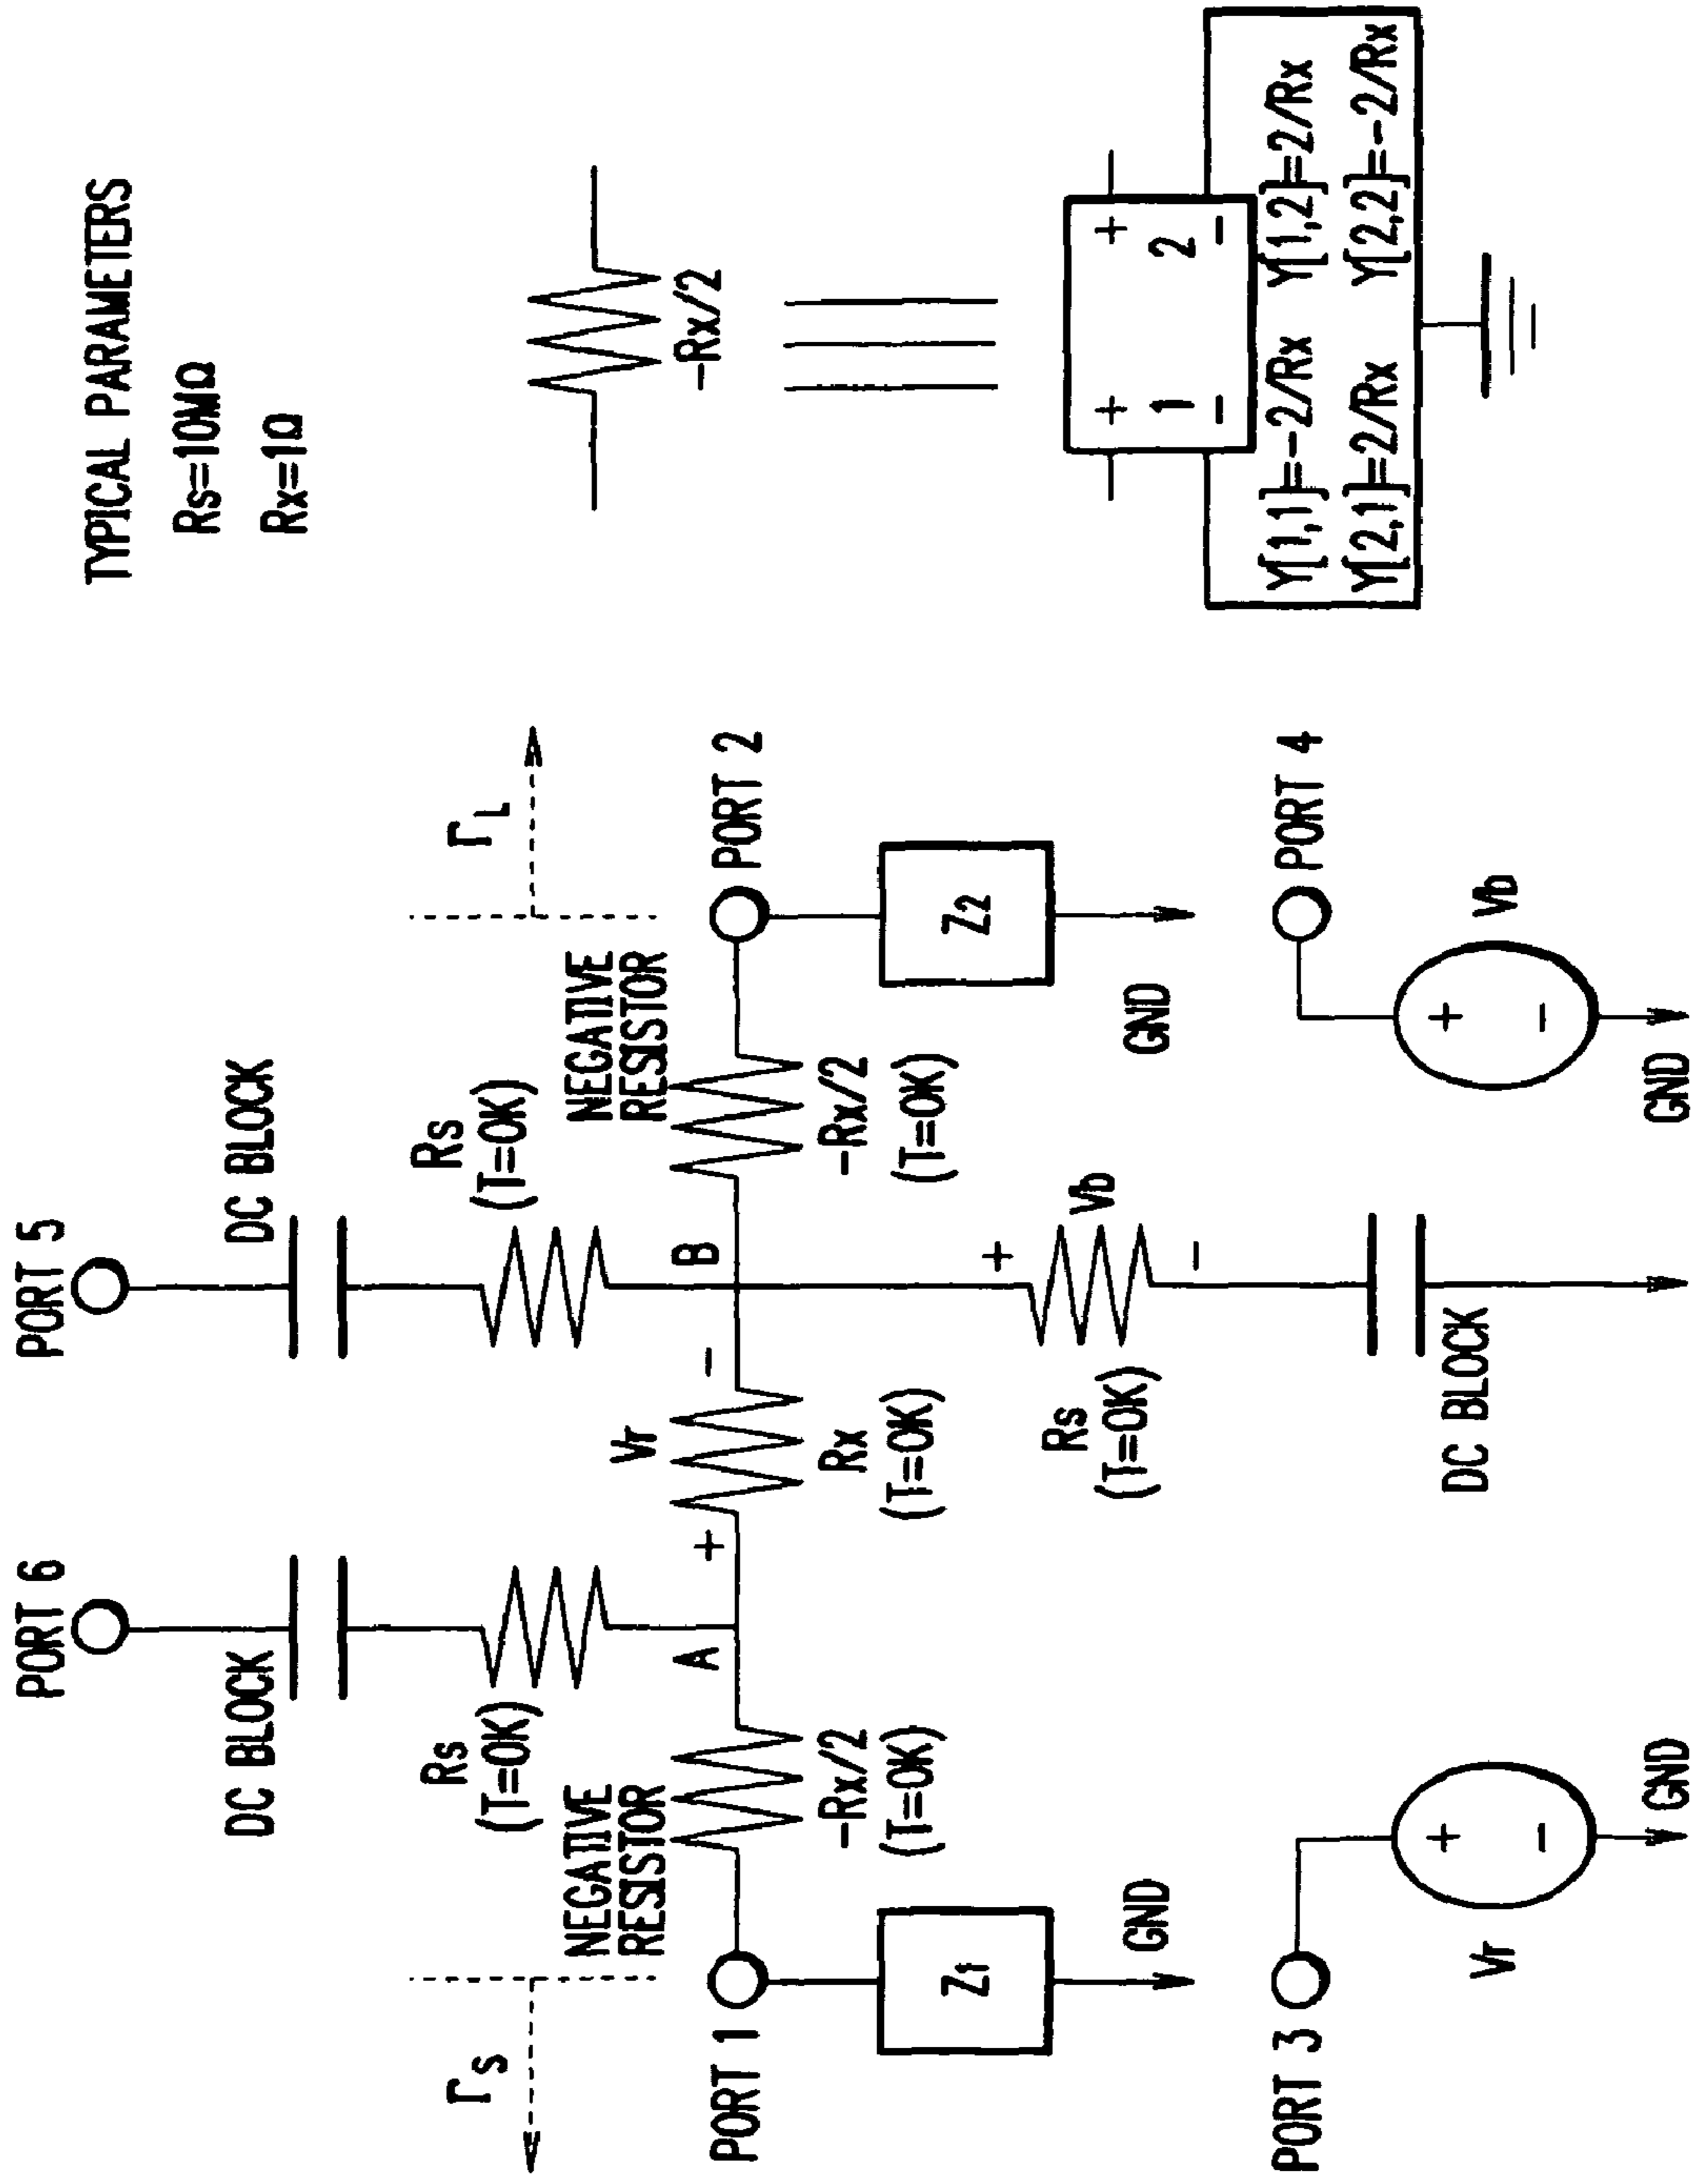 PORT 6
PORT 5
DC BLOCK
DC BLOCK
Rs
(T=0K)
Rs
(T=0K)
ΓS
ΓL
NEGATIVE
RESISTOR
NEGATIVE
RESISTOR
Vr
A
+
-
B
PORT 1
PORT 2
-Rx/2
(T=0K)
Rx
(T=0K)
-Rx/2
(T=0K)
Z1
Z2
+
Vb
-
Rs
(T=0K)
GND
GND
PORT 3
PORT 4
DC BLOCK
+
-
Vr
+
-
Vb
GND
GND
TYPICAL PARAMETERS
Rs=10MΩ
Rx=1Ω
-Rx/2
+ +
1 2
- -
Y[1,1]=-2/Rx Y[1,2]=2/Rx
Y[2,1]=2/Rx Y[2,2]=-2/Rx